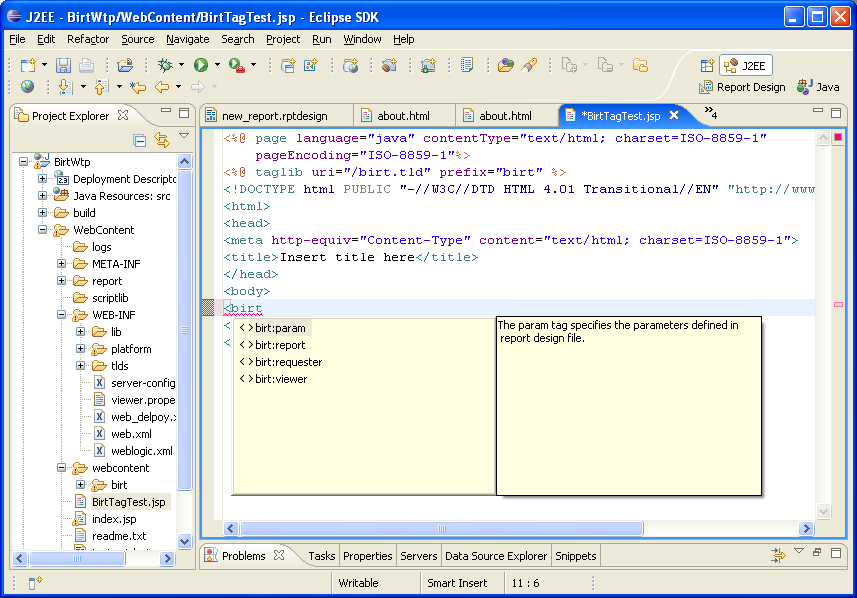 J2EE - BirtWtp/WebContent/BirtTagTest.jsp - Eclipse SDK
File Edit Refactor Source Navigate Search Project Run Window Help
J2EE
Report Design Java
Project Explorer
BirtWtp
Deployment Descripto
Java Resources: src
build
WebContent
logs
META-INF
report
scriptlib
WEB-INF
lib
platform
tlds
server-config
viewer.prope
web_delpoy.x
web.xml
weblogic.xml
webcontent
birt
BirtTagTest.jsp
index.jsp
readme.txt
new_report.rptdesign about.html about.html *BirtTagTest.jsp »4
<%@ page language="java" contentType="text/html; charset=ISO-8859-1"
pageEncoding="ISO-8859-1"%>
<%@ taglib uri="/birt.tld" prefix="birt" %>
<!DOCTYPE html PUBLIC "-//W3C//DTD HTML 4.01 Transitional//EN" "http://www
<html>
<head>
<meta http-equiv="Content-Type" content="text/html; charset=ISO-8859-1">
<title>Insert title here</title>
</head>
<body>
<birt
<
<
<> birt:param
<> birt:report
<> birt:requester
<> birt:viewer
The param tag specifies the parameters defined in
report design file.
Problems Tasks Properties Servers Data Source Explorer Snippets
Writable Smart Insert 11 : 6